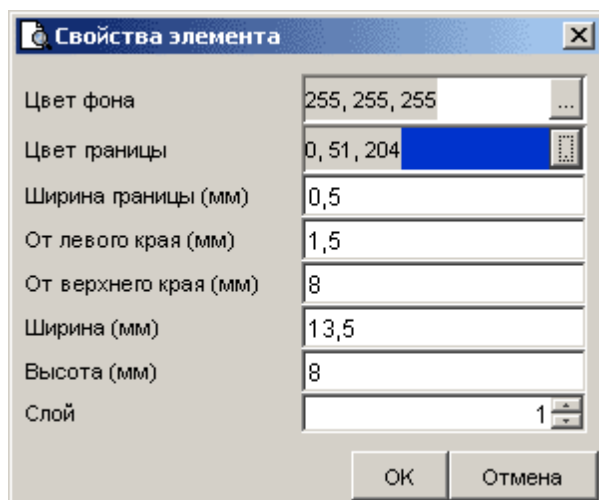 Свойства элемента
Цвет фона 255, 255, 255 ...
Цвет границы 0, 51, 204
Ширина границы (мм) 0,5
От левого края (мм) 1,5
От верхнего края (мм) 8
Ширина (мм) 13,5
Высота (мм) 8
Слой 1
OK Отмена